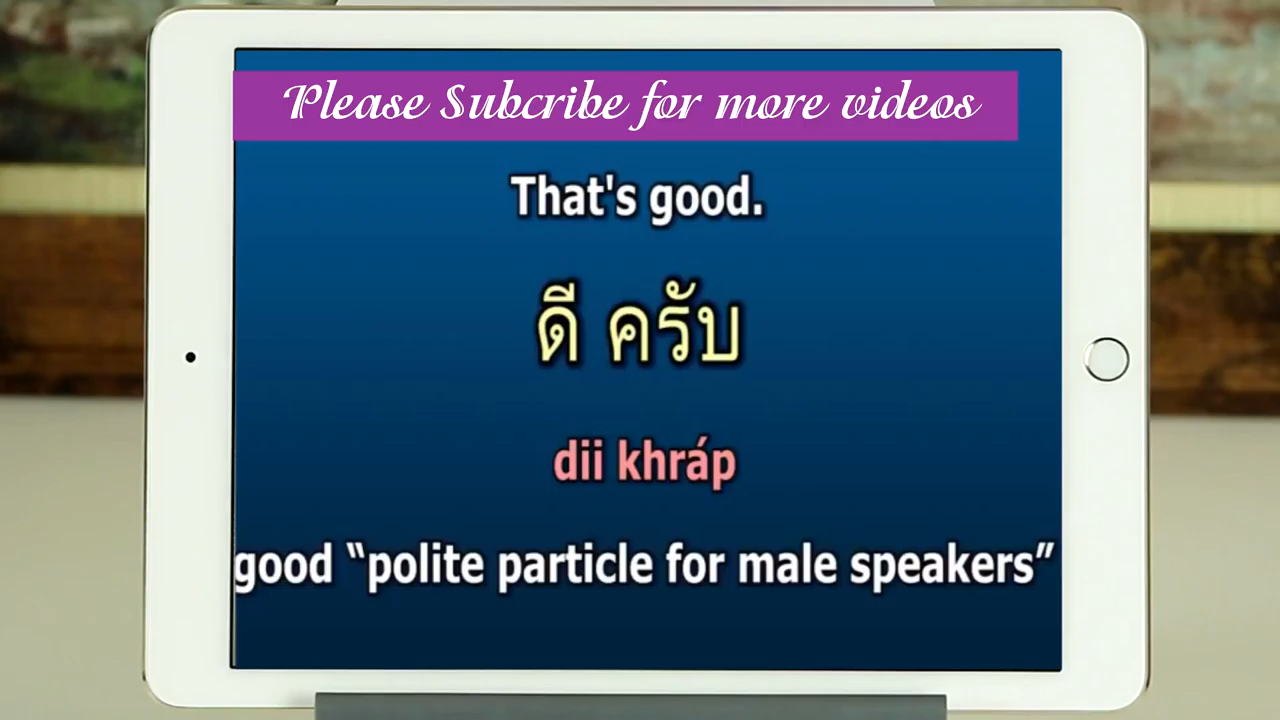 Please Subcribe for more videos
That's good.
ดี ครับ
dii khráp
good “polite particle for male speakers”